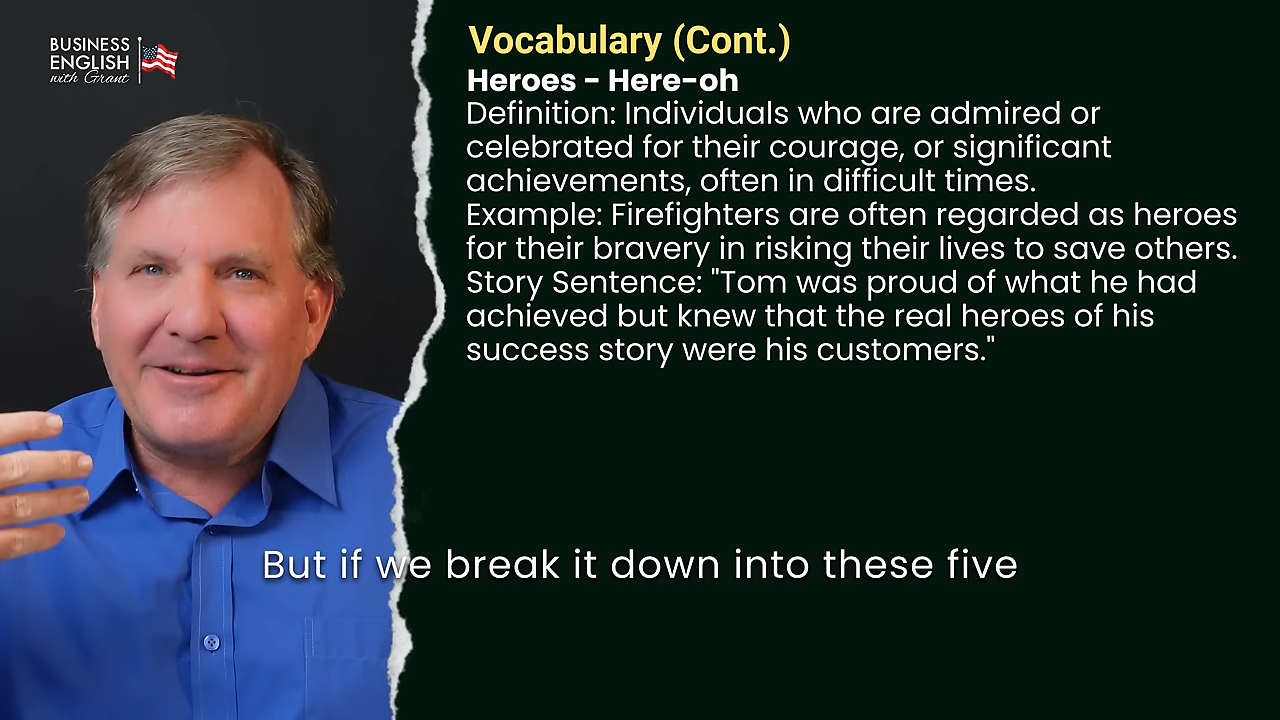 BUSINESS
ENGLISH
with Grant
Vocabulary (Cont.)
Heroes - Here-oh
Definition: Individuals who are admired or
celebrated for their courage, or significant
achievements, often in difficult times.
Example: Firefighters are often regarded as heroes
for their bravery in risking their lives to save others.
Story Sentence: "Tom was proud of what he had
achieved but knew that the real heroes of his
success story were his customers."
But if we break it down into these five